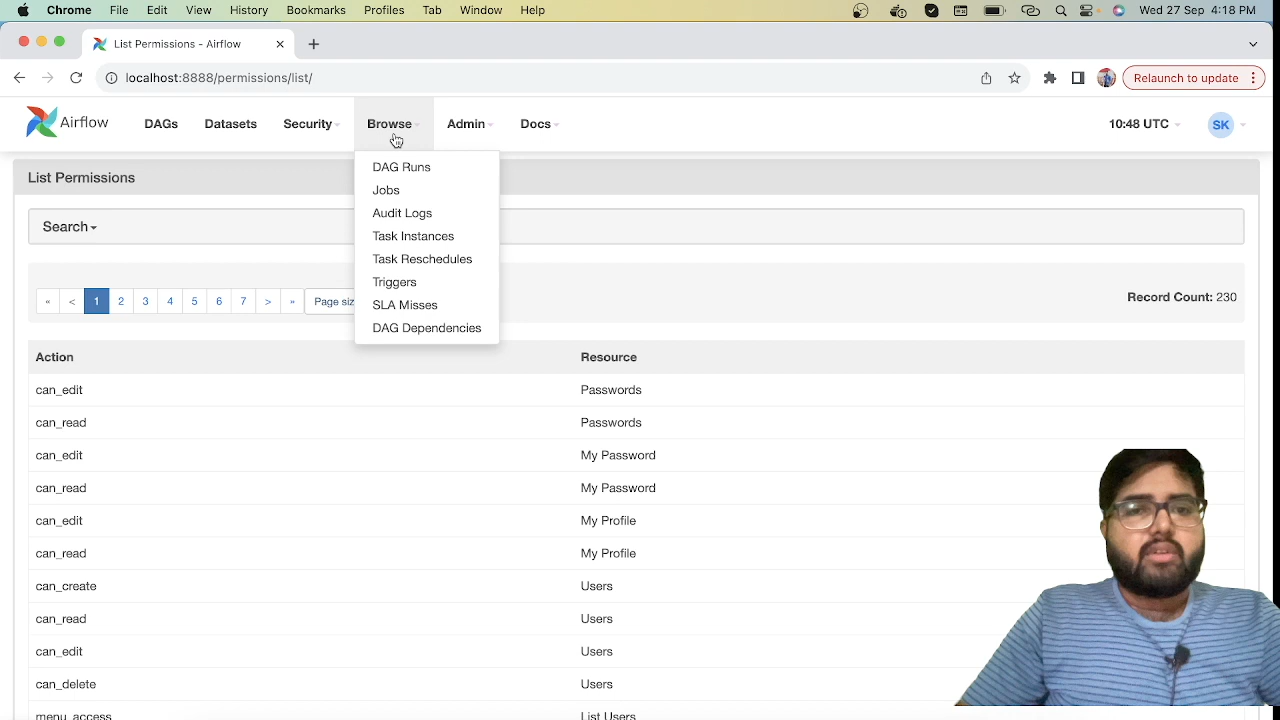 Chrome File Edit View History Bookmarks Profiles Tab Window Help Wed 27 Sep 4:18 PM
List Permissions - Airflow
localhost:8888/permissions/list/ Relaunch to update
Airflow DAGs Datasets Security Browse Admin Docs 10:48 UTC SK
DAG Runs
Jobs
Audit Logs
Task Instances
Task Reschedules
Triggers
SLA Misses
DAG Dependencies
List Permissions
Search
« < 1 2 3 4 5 6 7 > » Page siz Record Count: 230
Action Resource
can_edit Passwords
can_read Passwords
can_edit My Password
can_read My Password
can_edit My Profile
can_read My Profile
can_create Users
can_read Users
can_edit Users
can_delete Users
menu_access List Users